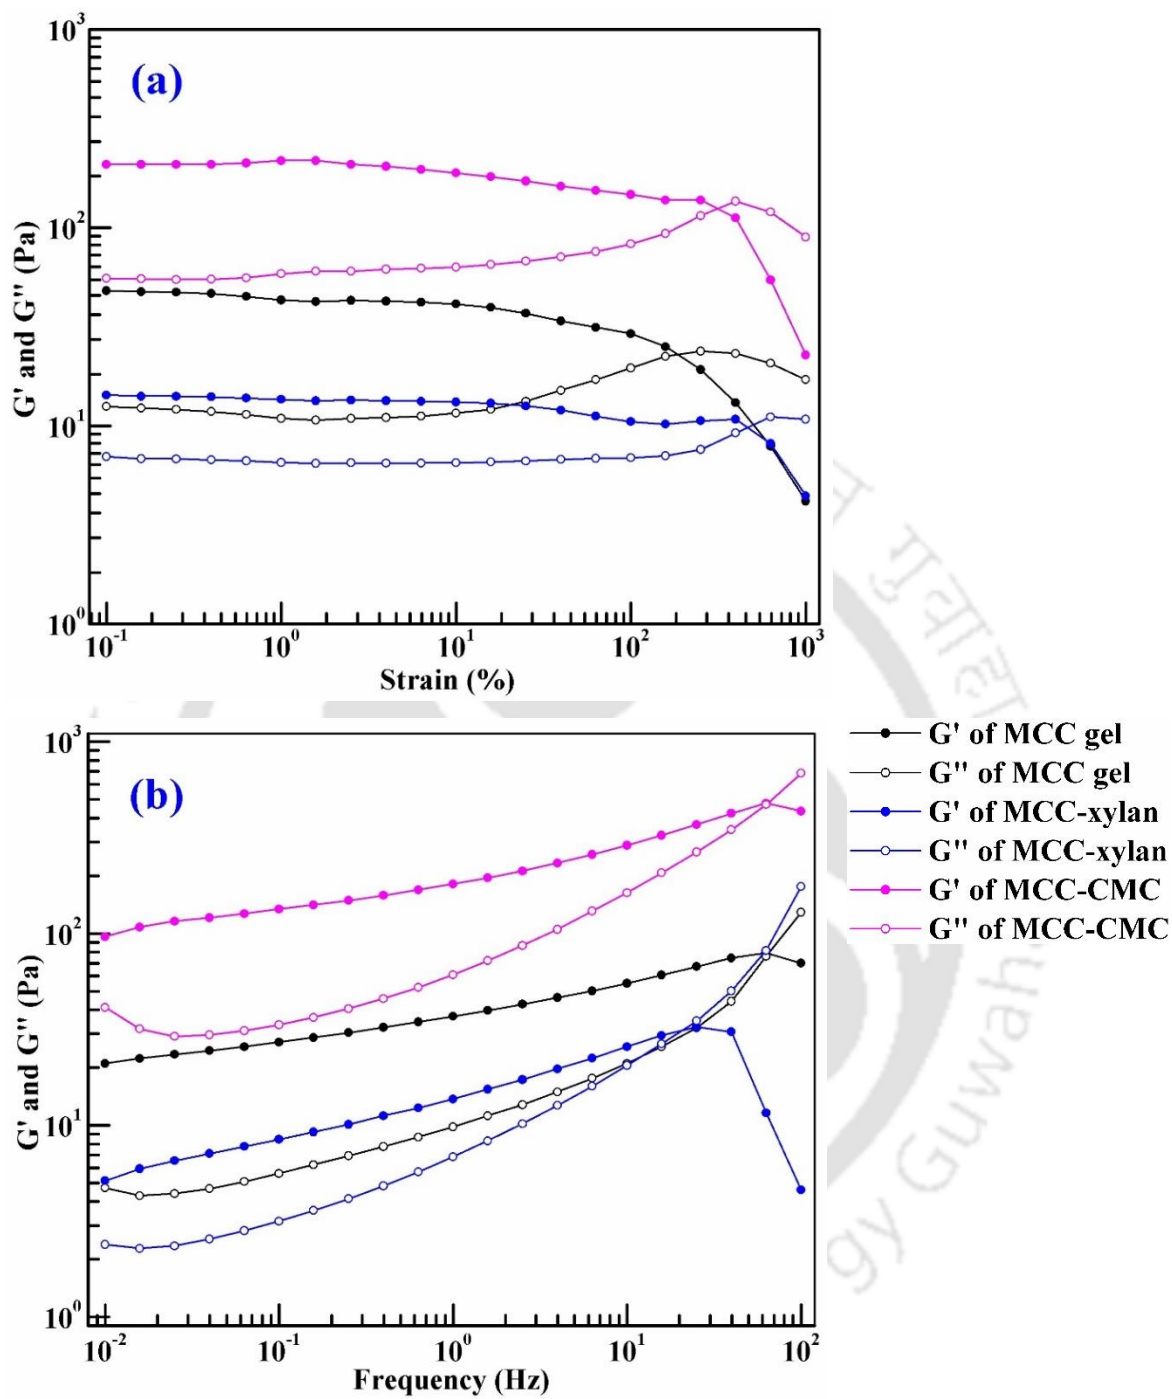 (a)
10³
10²
10¹
10⁰
G' and G" (Pa)
10⁻¹ 10⁰ 10¹ 10² 10³
Strain (%)
(b)
10³
10²
10¹
10⁰
G' and G" (Pa)
10⁻² 10⁻¹ 10⁰ 10¹ 10²
Frequency (Hz)
G' of MCC gel
G" of MCC gel
G' of MCC-xylan
G" of MCC-xylan
G' of MCC-CMC
G" of MCC-CMC